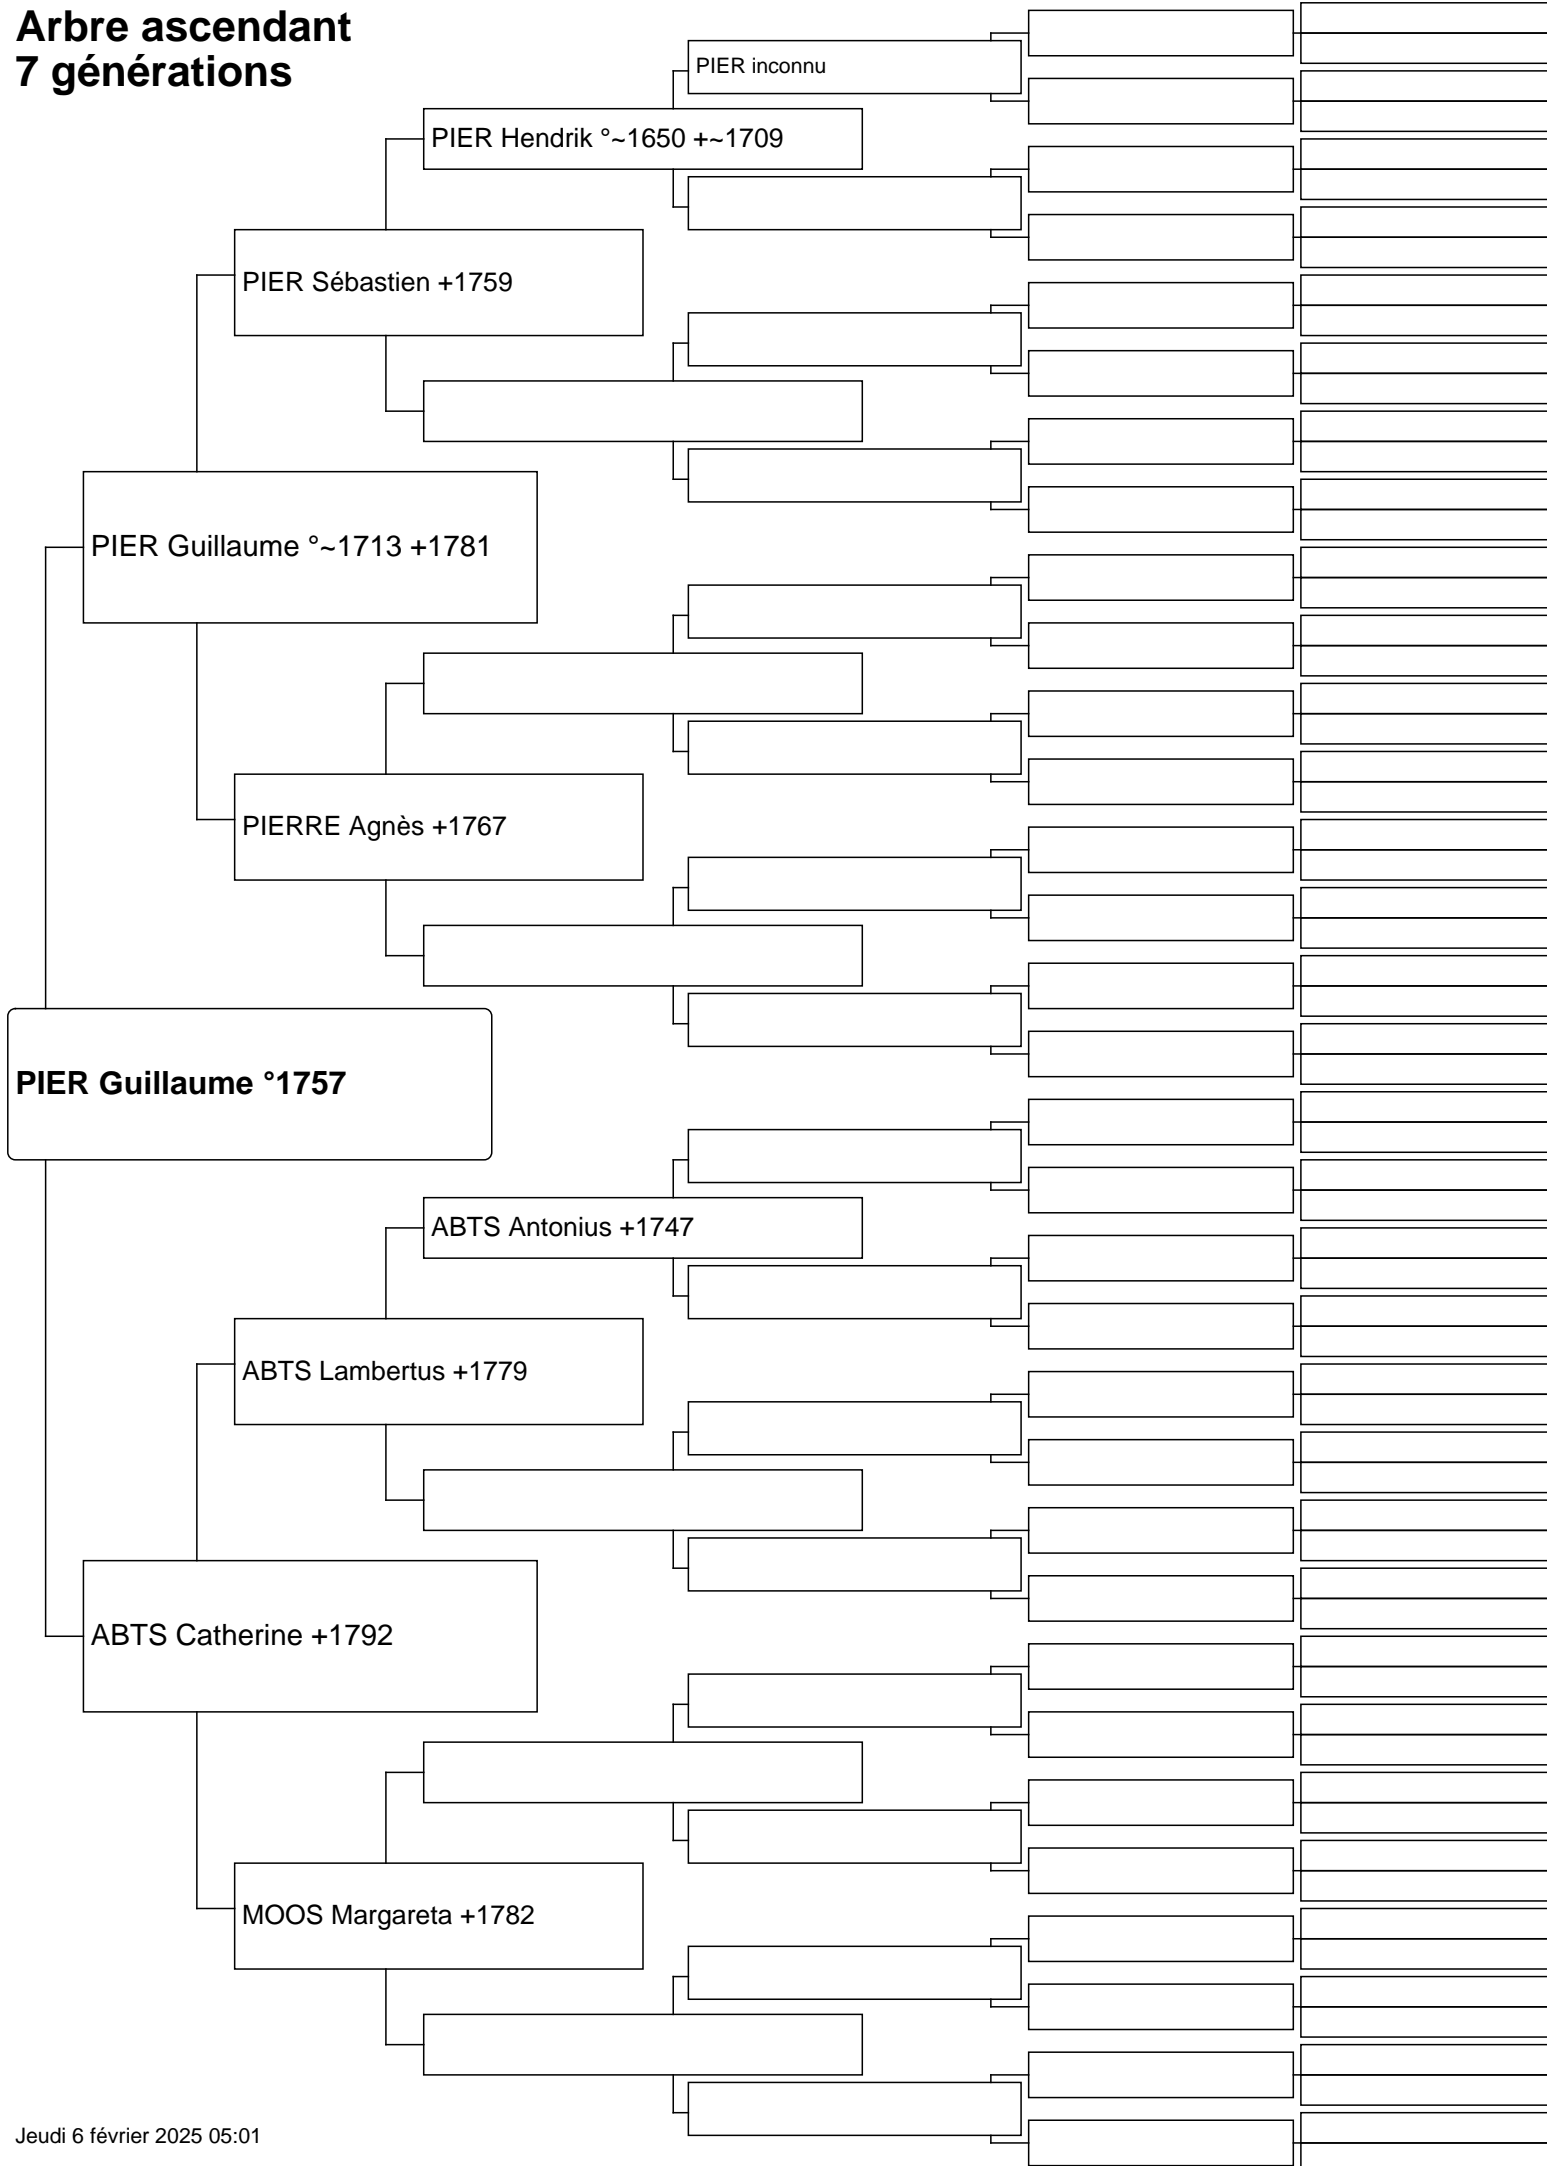 Arbre ascendant
7 générations
PIER inconnu
PIER Hendrik °~1650 +~1709
PIER Sébastien +1759
PIER Guillaume °~1713 +1781
PIERRE Agnès +1767
PIER Guillaume °1757
ABTS Antonius +1747
ABTS Lambertus +1779
ABTS Catherine +1792
MOOS Margareta +1782
Jeudi 6 février 2025 05:01